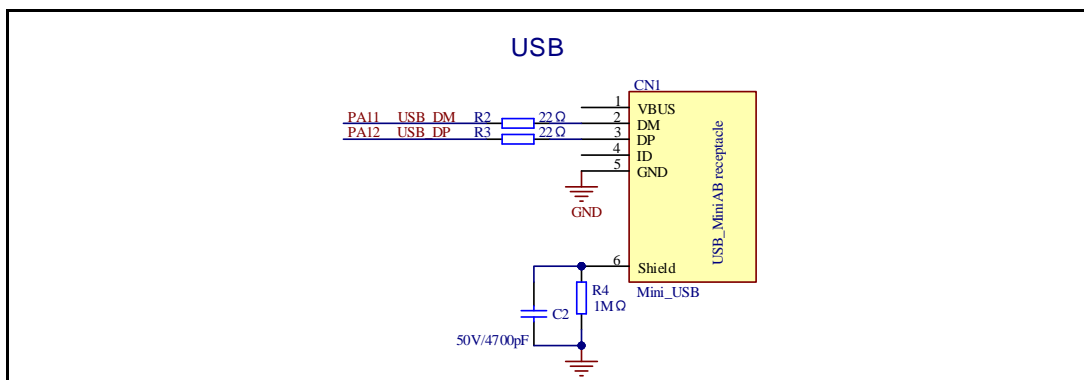 USB
CN1
1 VBUS
PA11 USB_DM R2 22Ω 2 DM
PA12 USB_DP R3 22Ω 3 DP
4 ID
5 GND
GND
USB_Mini AB receptacle
6 Shield
Mini_USB
R4
1MΩ
C2
50V/4700pF